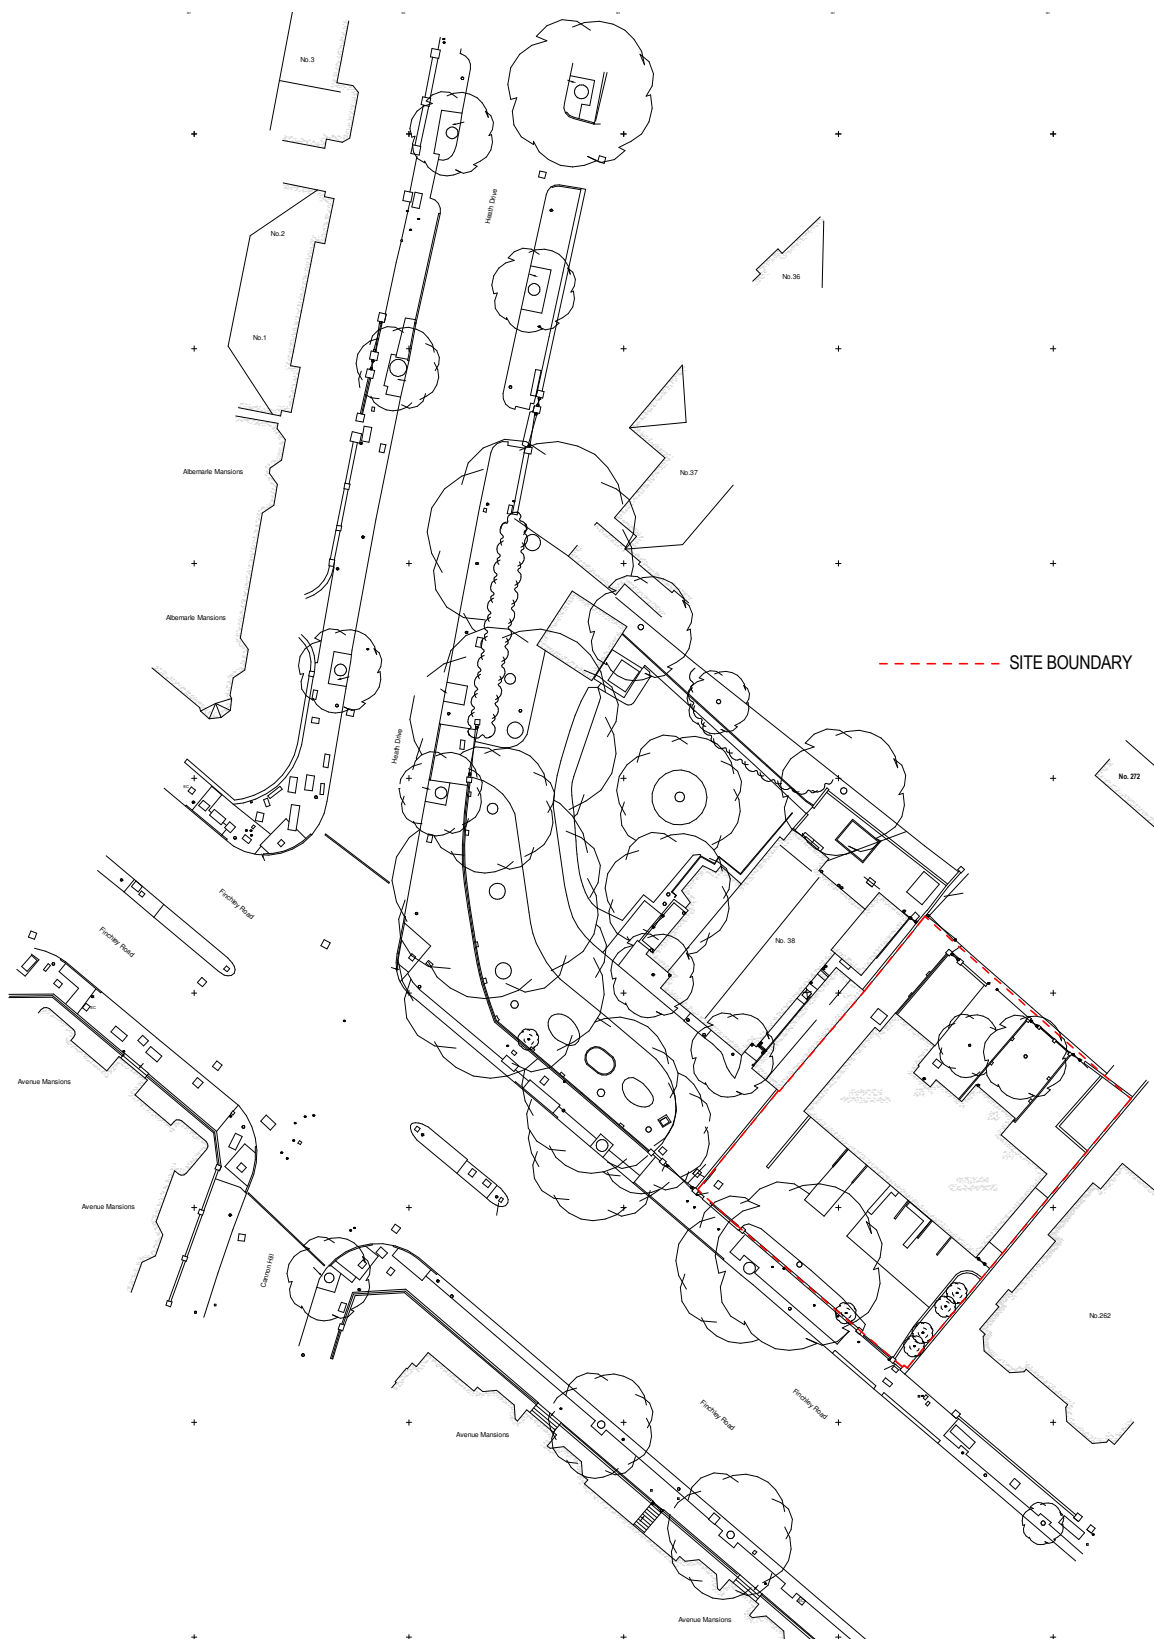 No.3
Heath Drive
No.2
No.36
No.1
Albemarle Mansions
No.37
Albemarle Mansions
SITE BOUNDARY
Heath Drive
No. 272
Finchley Road
Finchley Road
No. 38
Avenue Mansions
Avenue Mansions
Cannon Hill
No.262
Finchley Road
Finchley Road
Avenue Mansions
Avenue Mansions